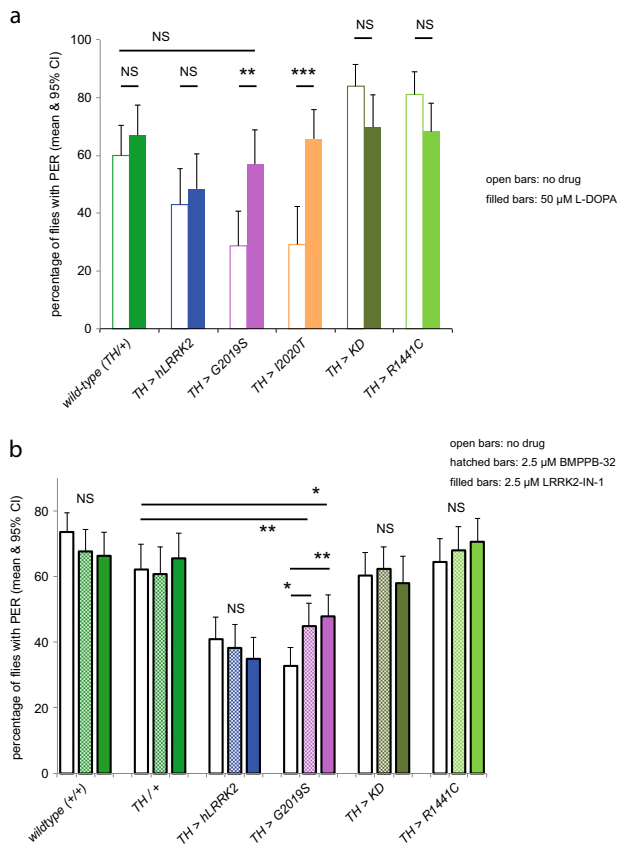 a
NS
NS
NS
NS
NS
**
***
100
80
60
40
20
0
percentage of flies with PER (mean & 95% CI)
open bars: no drug
filled bars: 50 µM L-DOPA
wild-type (TH/+)
TH > hLRRK2
TH > G2019S
TH > I2020T
TH > KD
TH > R1441C
b
open bars: no drug
hatched bars: 2.5 µM BMPPB-32
filled bars: 2.5 µM LRRK2-IN-1
80
60
40
20
0
percentage of flies with PER (mean & 95% CI)
NS
*
**
**
*
NS
NS
NS
wildtype (+/+)
TH / +
TH > hLRRK2
TH > G2019S
TH > KD
TH > R1441C